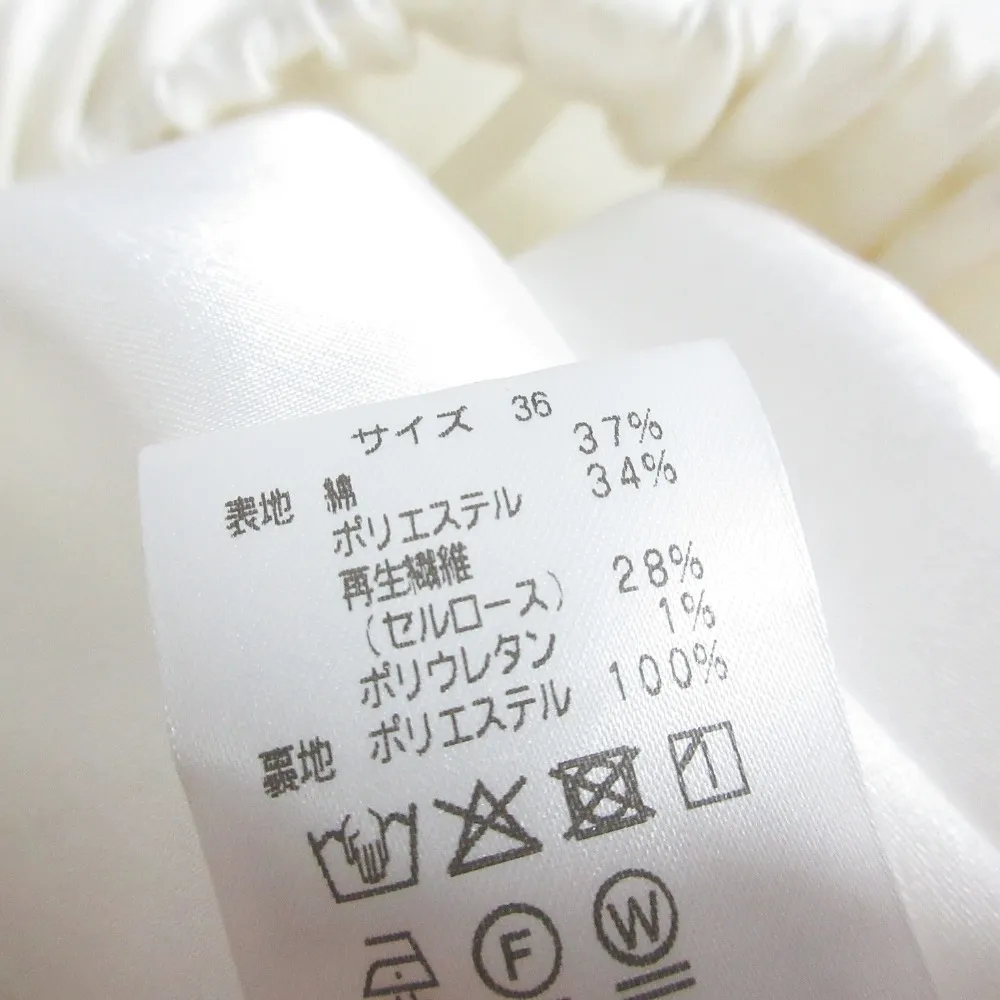 サイズ 36
表地 綿 37%
ポリエステル 34%
再生繊維
(セルロース) 28%
ポリウレタン 1%
裏地 ポリエステル 100%
F W